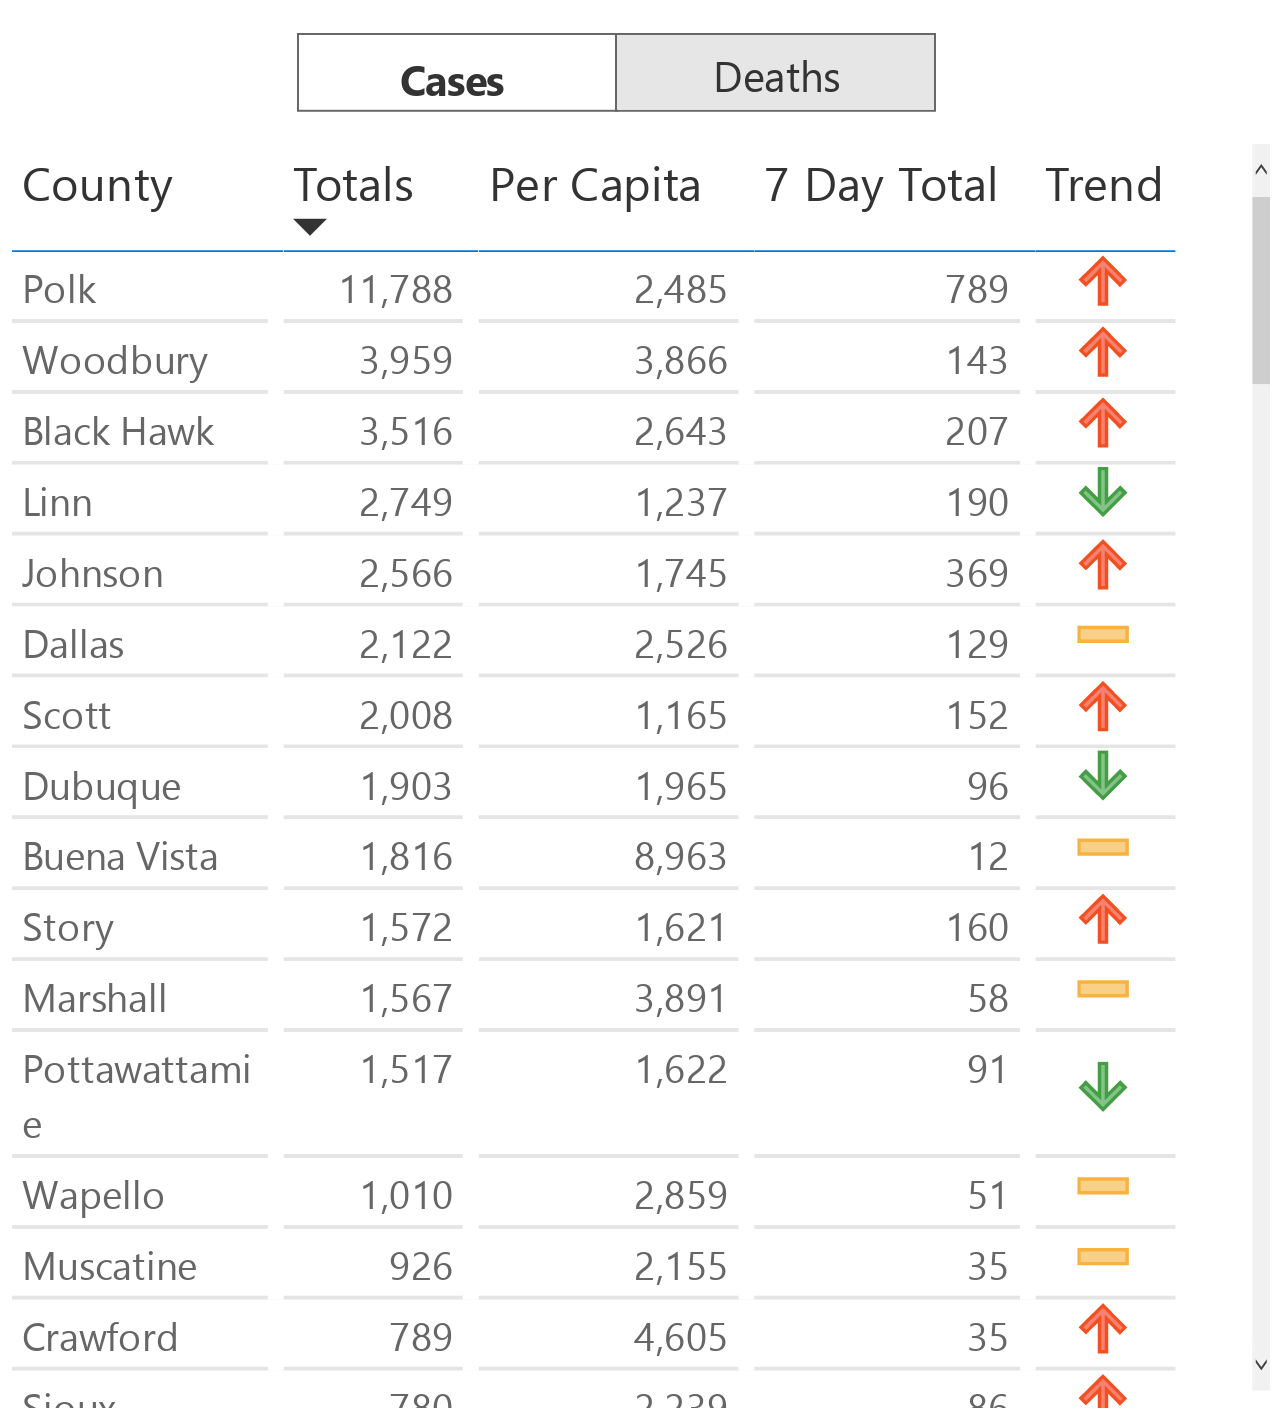 Cases Deaths
County Totals Per Capita 7 Day Total Trend
Polk 11,788 2,485 789
Woodbury 3,959 3,866 143
Black Hawk 3,516 2,643 207
Linn 2,749 1,237 190
Johnson 2,566 1,745 369
Dallas 2,122 2,526 129
Scott 2,008 1,165 152
Dubuque 1,903 1,965 96
Buena Vista 1,816 8,963 12
Story 1,572 1,621 160
Marshall 1,567 3,891 58
Pottawattami 1,517 1,622 91
e
Wapello 1,010 2,859 51
Muscatine 926 2,155 35
Crawford 789 4,605 35
Sioux 780 2,239 86